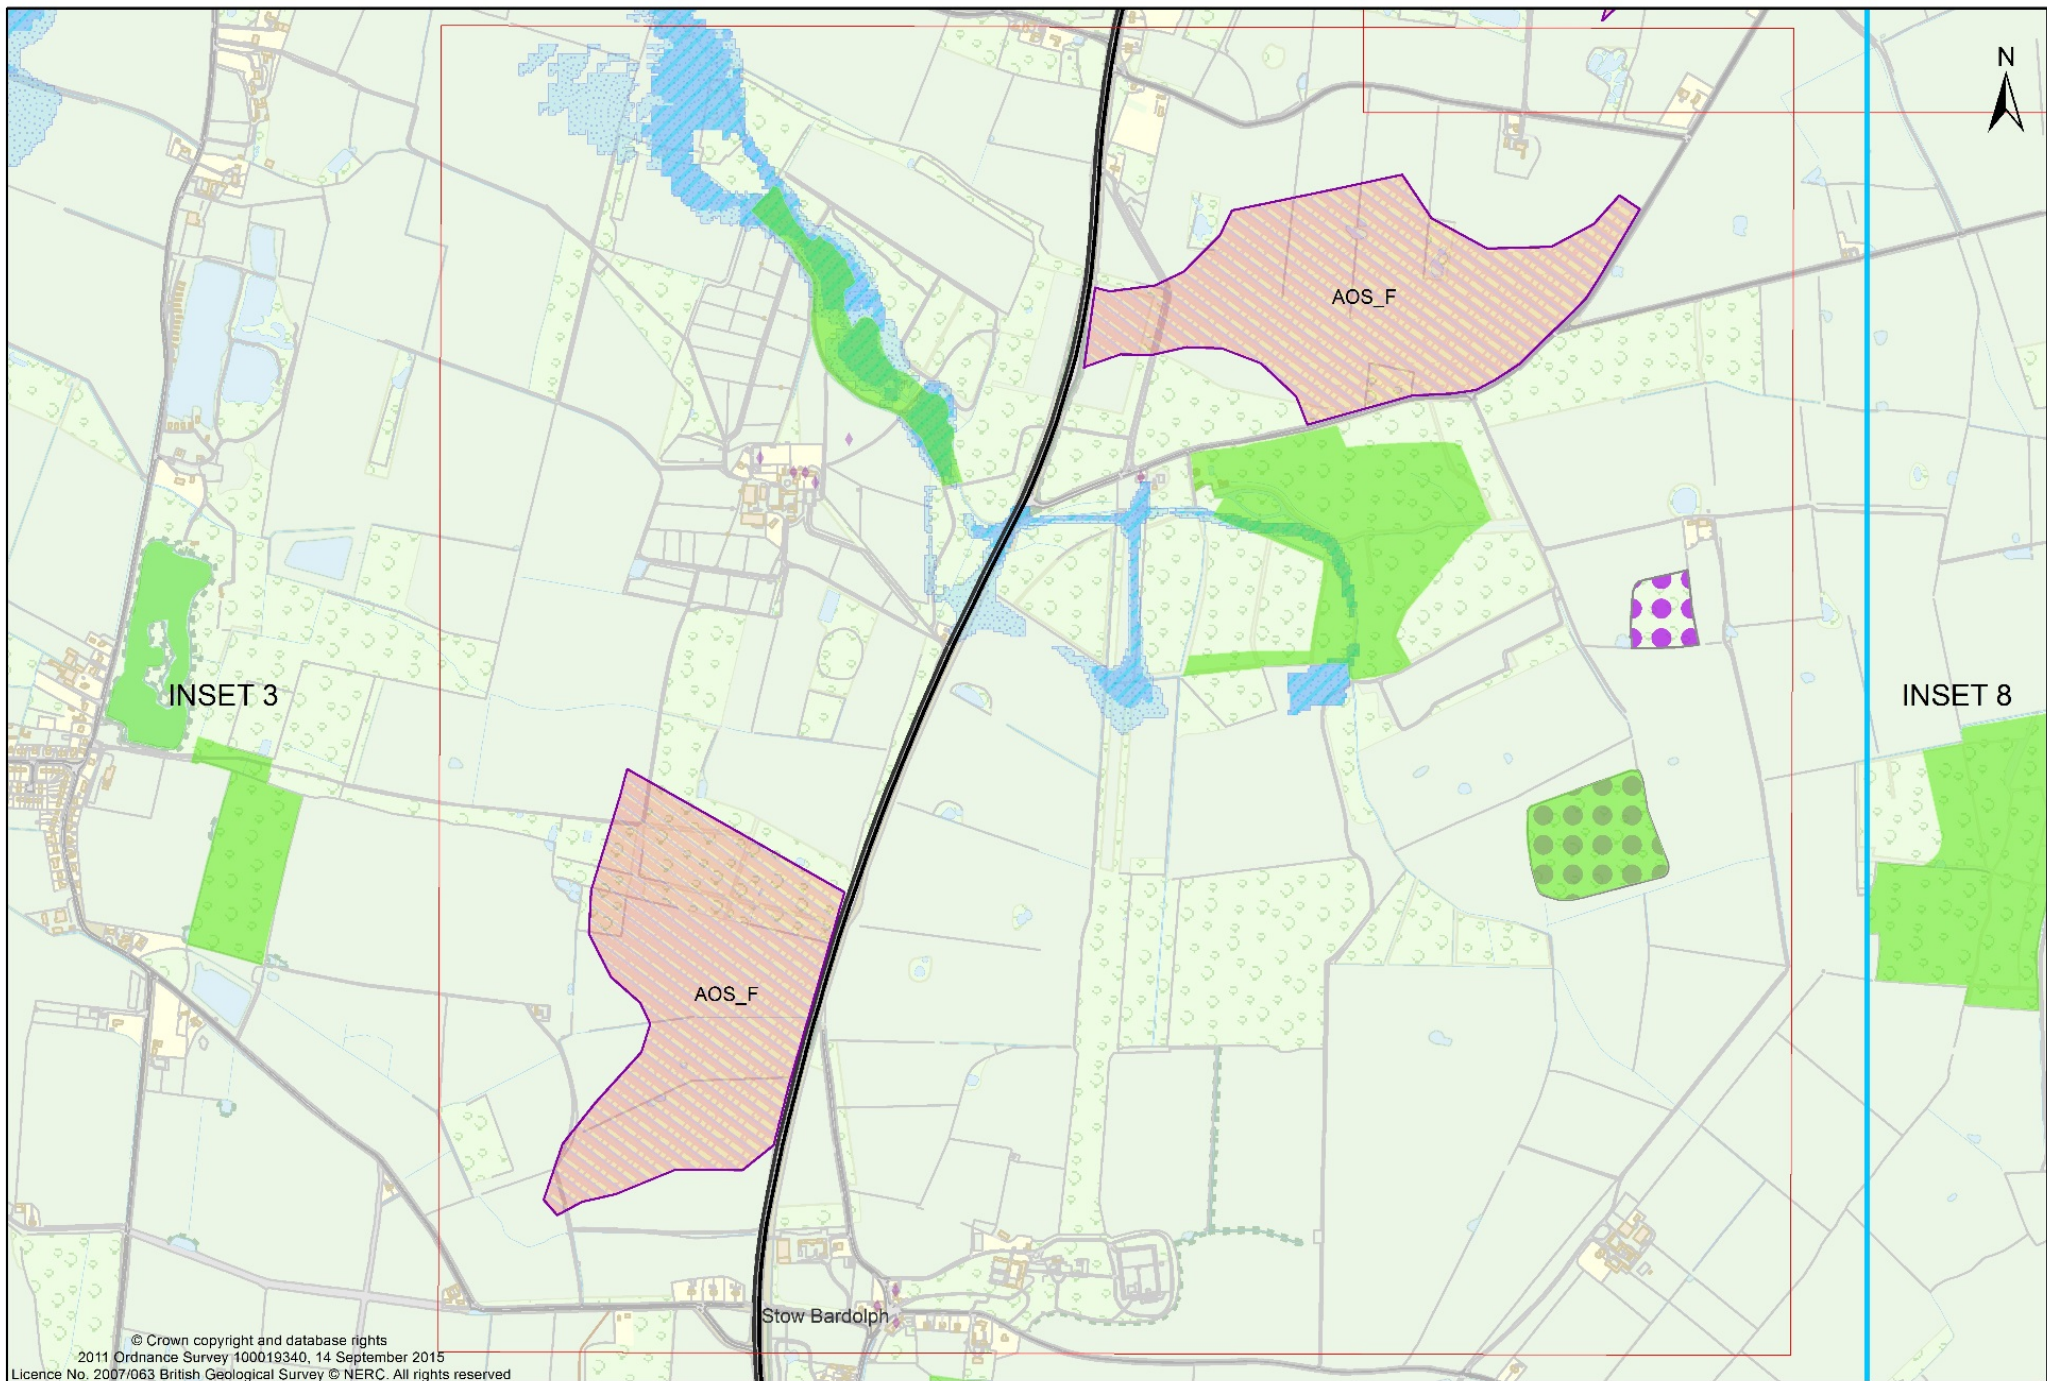 N
AOS_F
INSET 3
INSET 8
AOS_F
Stow Bardolph
© Crown copyright and database rights
2011 Ordnance Survey 100019340, 14 September 2015
Licence No. 2007/063 British Geological Survey © NERC. All rights reserved